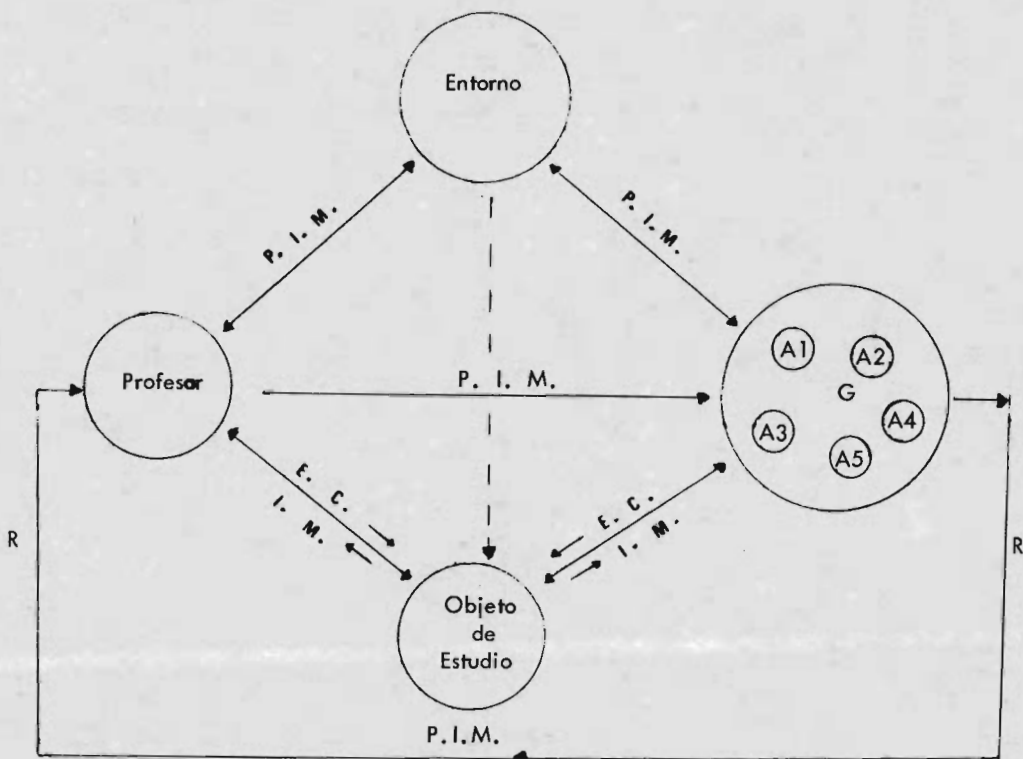 Entorno
P. I. M.
P. I. M.
Profesor
P. I. M.
A1
A2
G
A3
A4
A5
E. C.
I. M.
E. C.
I. M.
R
R
Objeto
de
Estudio
P.I.M.